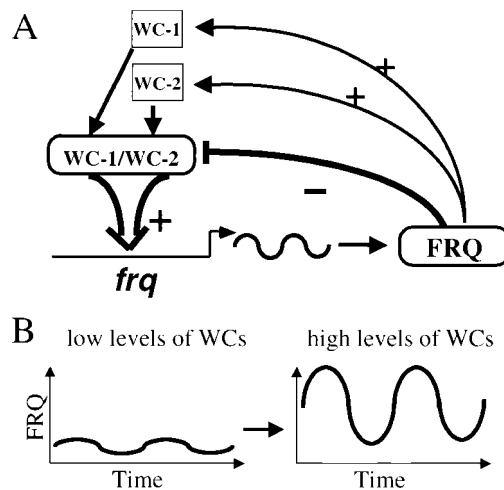 A
WC-1
WC-2
WC-1/WC-2
+
+
+
−
FRQ
frq
B
low levels of WCs
high levels of WCs
FRQ
Time
Time